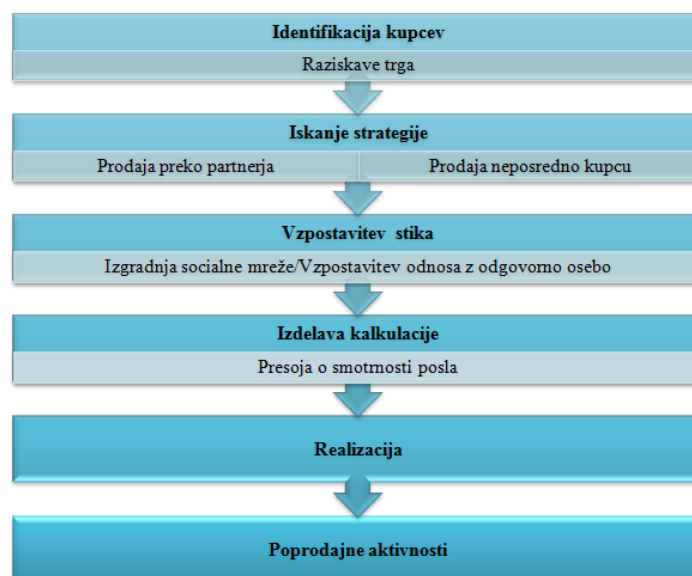 Identifikacija kupcev
Raziskave trga
Iskanje strategije
Prodaja preko partnerja
Prodaja neposredno kupcu
Vzpostavitev stika
Izgradnja socialne mreže/Vzpostavitev odnosa z odgovorno osebo
Izdelava kalkulacije
Presoja o smotrnosti posla
Realizacija
Poprodajne aktivnosti